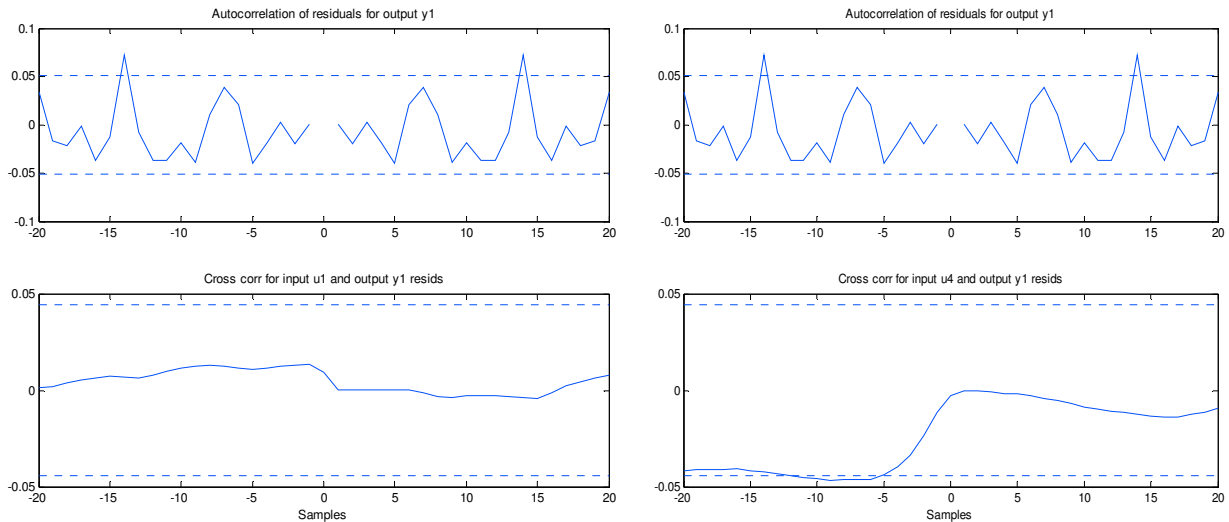 Autocorrelation of residuals for output y1
0.1
0.05
0
-0.05
-0.1
-20 -15 -10 -5 0 5 10 15 20
Cross corr for input u1 and output y1 resids
0.05
0
-0.05
-20 -15 -10 -5 0 5 10 15 20
Samples
Autocorrelation of residuals for output y1
0.1
0.05
0
-0.05
-0.1
-20 -15 -10 -5 0 5 10 15 20
Cross corr for input u4 and output y1 resids
0.05
0
-0.05
-20 -15 -10 -5 0 5 10 15 20
Samples